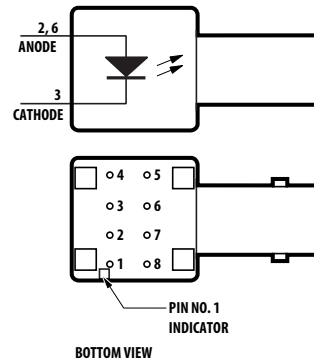 2, 6
ANODE
3
CATHODE
4 5
3 6
2 7
1 8
PIN NO. 1
INDICATOR
BOTTOM VIEW